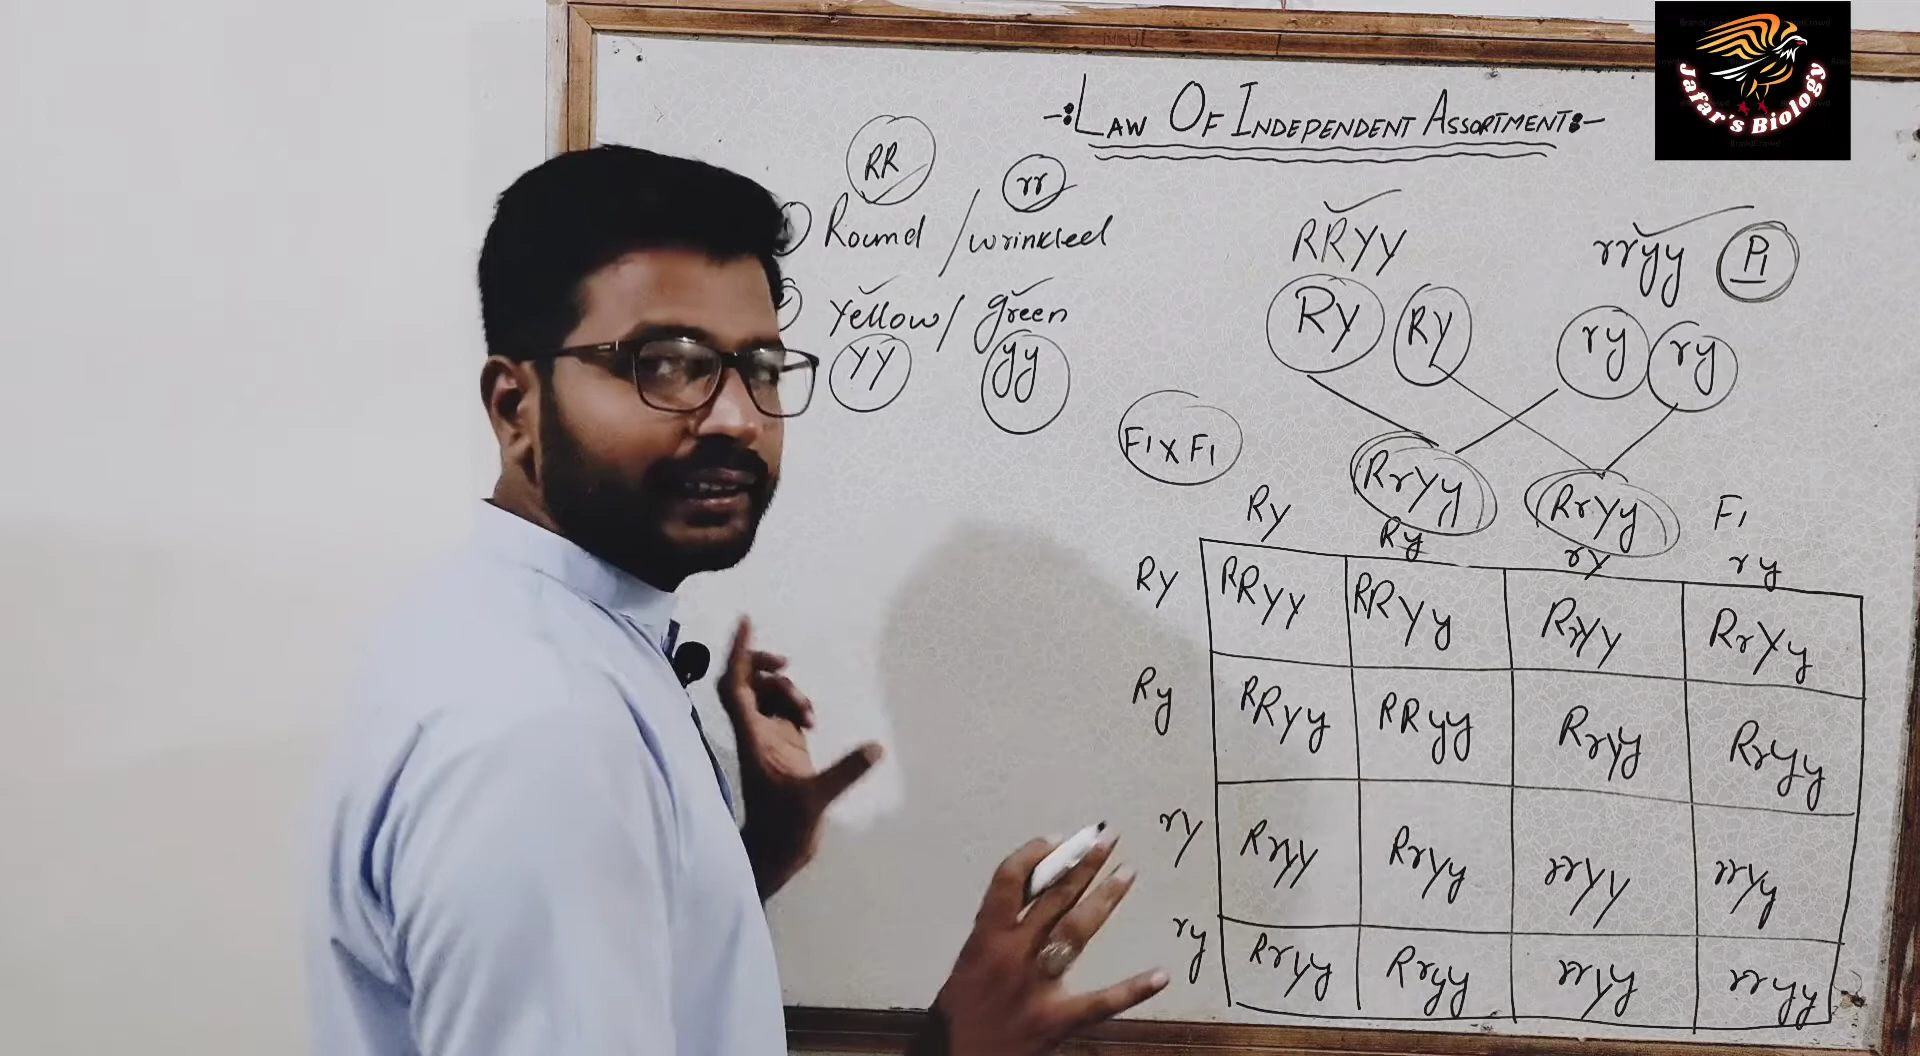 -:Law Of Independent Assortment:-
RR
rr
Round / wrinkled
Yellow / green
YY
yy
RRYY
rryy
P1
RY
RY
ry
ry
F1 x F1
RrYy
RrYy
F1
RY
Ry
rY
ry
RY
RRYY
RRYy
RrYY
RrYy
Ry
RRYy
RRyy
RrYy
Rryy
rY
RrYY
RrYy
rrYY
rrYy
ry
RrYy
Rryy
rrYy
rryy
Jafar's Biology